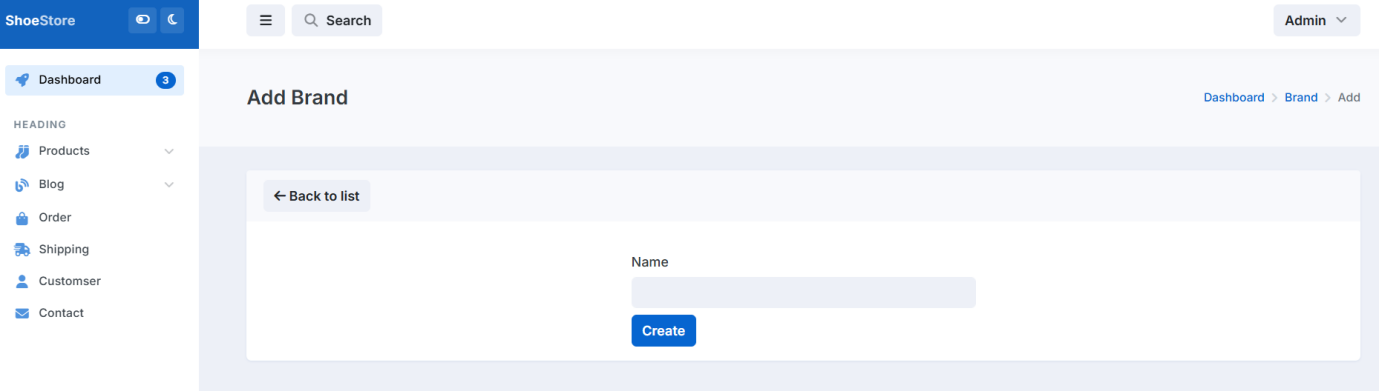 ShoeStore
Search
Admin
Dashboard 3
Add Brand
Dashboard > Brand > Add
HEADING
Products
Blog
Order
Shipping
Customser
Contact
← Back to list
Name
Create